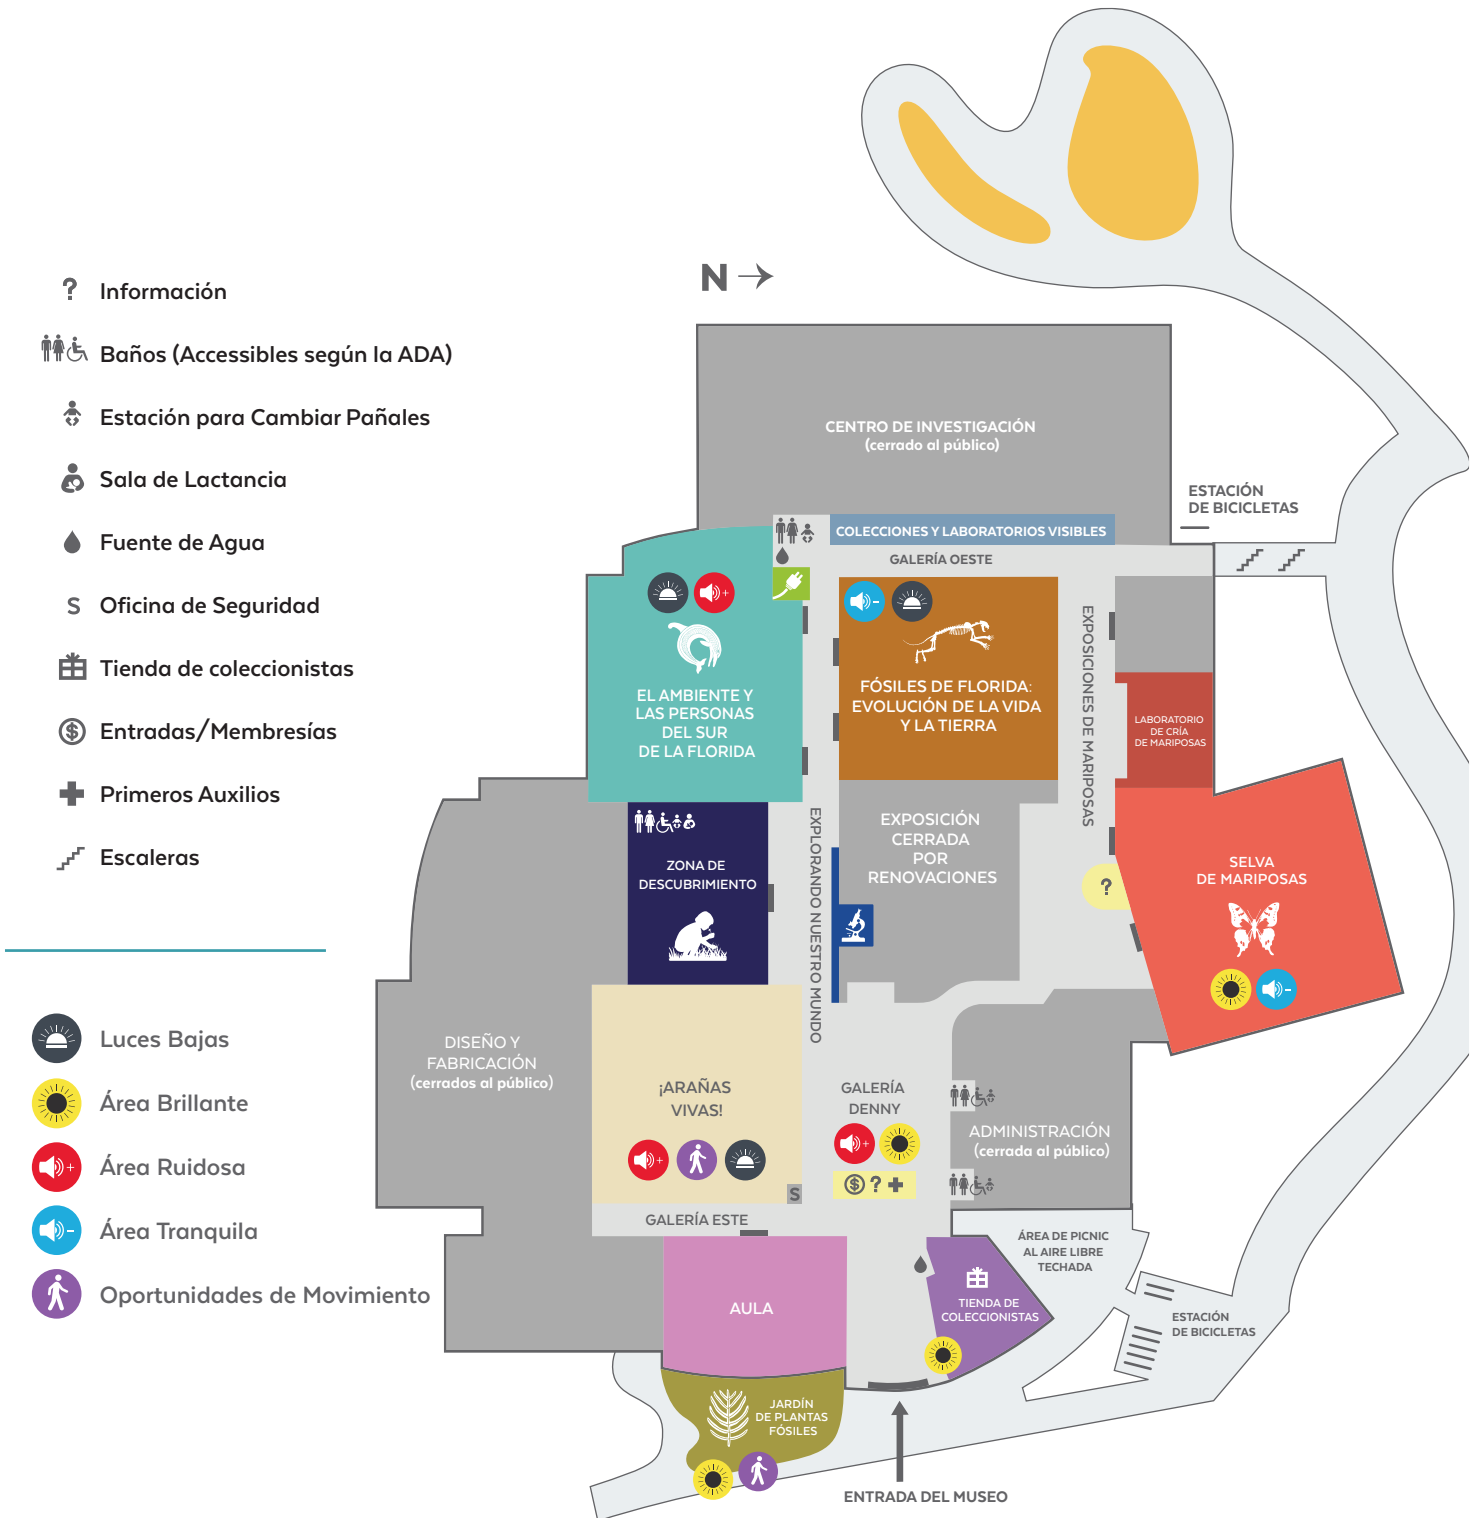 N
?
Información
Baños (Accessibles según la ADA)
Estación para Cambiar Pañales
Sala de Lactancia
Fuente de Agua
S
Oficina de Seguridad
Tienda de coleccionistas
$
Entradas/Membresías
Primeros Auxilios
Escaleras
Luces Bajas
Área Brillante
+
Área Ruidosa
-
Área Tranquila
Oportunidades de Movimiento
CENTRO DE INVESTIGACIÓN
(cerrado al público)
ESTACIÓN
DE BICICLETAS
COLECCIONES Y LABORATORIOS VISIBLES
GALERÍA OESTE
+
-
EL AMBIENTE Y
LAS PERSONAS
DEL SUR
DE LA FLORIDA
FÓSILES DE FLORIDA:
EVOLUCIÓN DE LA VIDA
Y LA TIERRA
EXPOSICIONES DE MARIPOSAS
LABORATORIO
DE CRÍA
DE MARIPOSAS
ZONA DE
DESCUBRIMIENTO
EXPLORANDO NUESTRO MUNDO
EXPOSICIÓN
CERRADA
POR
RENOVACIONES
?
SELVA
DE MARIPOSAS
-
DISEÑO Y
FABRICACIÓN
(cerrados al público)
¡ARAÑAS
VIVAS!
+
S
GALERÍA
DENNY
+
$ ?
ADMINISTRACIÓN
(cerrada al público)
GALERÍA ESTE
AULA
ÁREA DE PICNIC
AL AIRE LIBRE
TECHADA
TIENDA DE
COLECCIONISTAS
ESTACIÓN
DE BICICLETAS
JARDÍN
DE PLANTAS
FÓSILES
ENTRADA DEL MUSEO